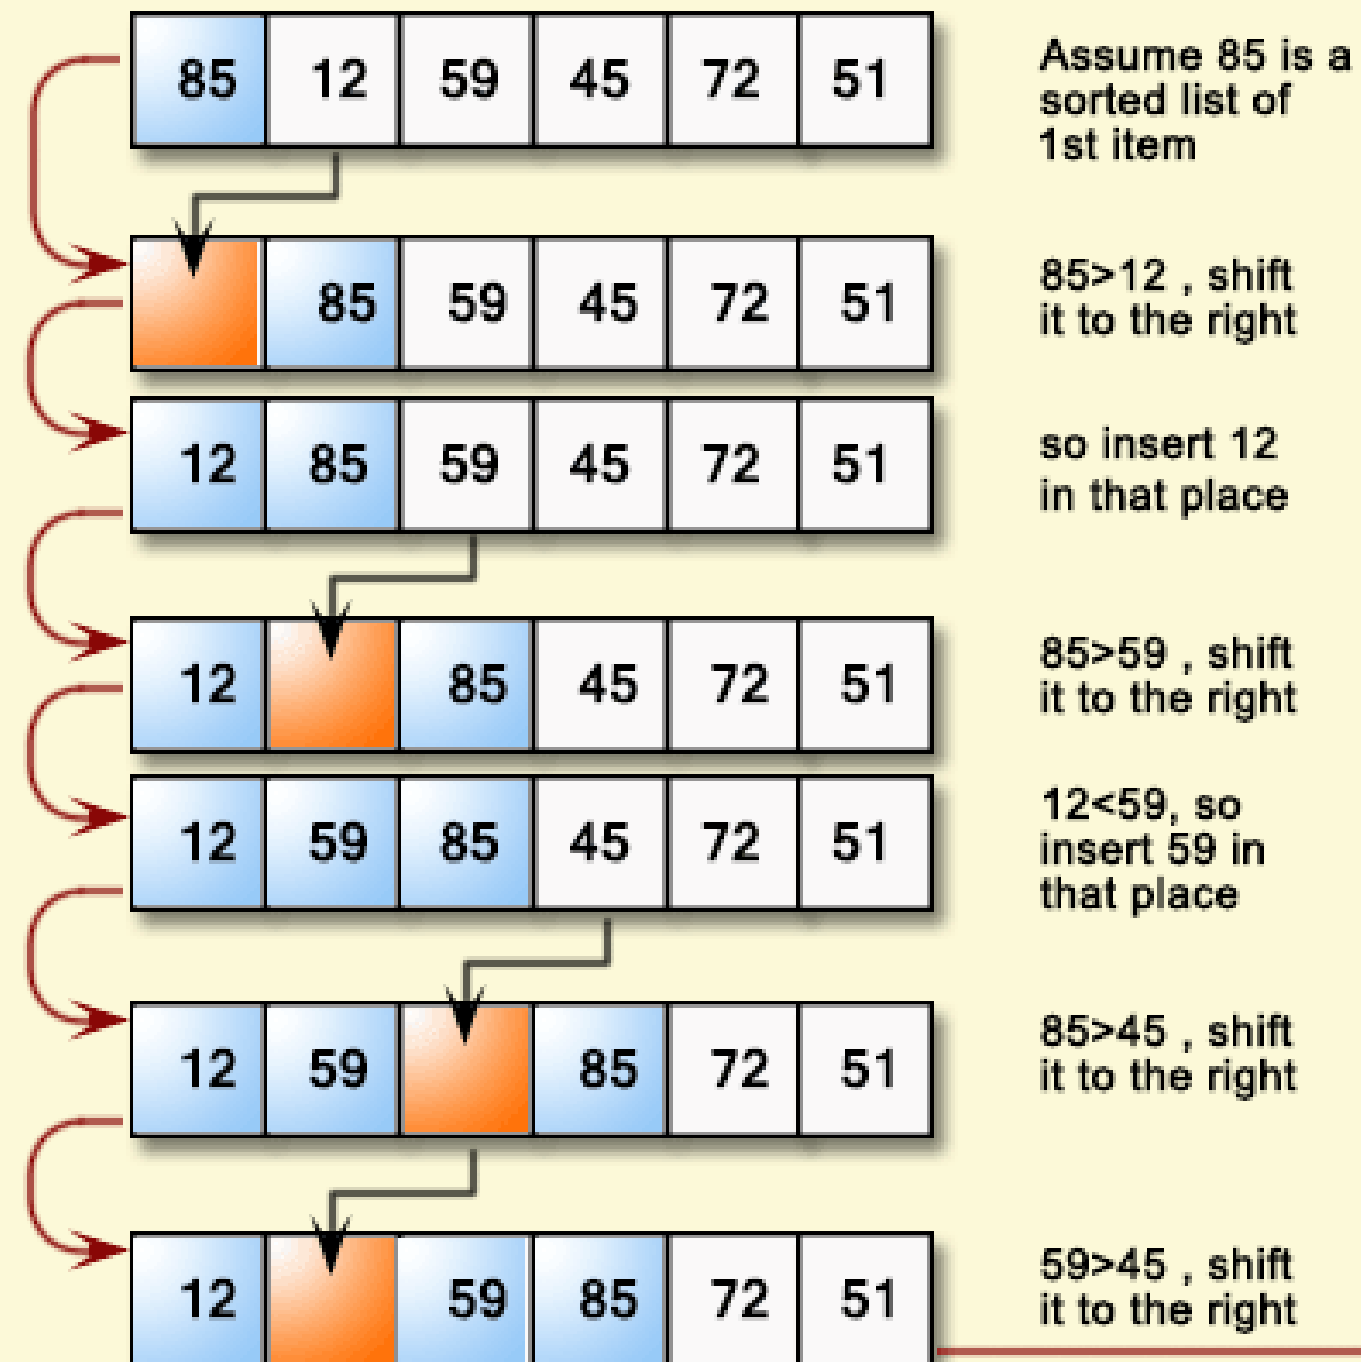 85 12 59 45 72 51
Assume 85 is a
sorted list of
1st item
85 59 45 72 51
85>12 , shift
it to the right
12 85 59 45 72 51
so insert 12
in that place
12 85 45 72 51
85>59 , shift
it to the right
12 59 85 45 72 51
12<59, so
insert 59 in
that place
12 59 85 72 51
85>45 , shift
it to the right
12 59 85 72 51
59>45 , shift
it to the right